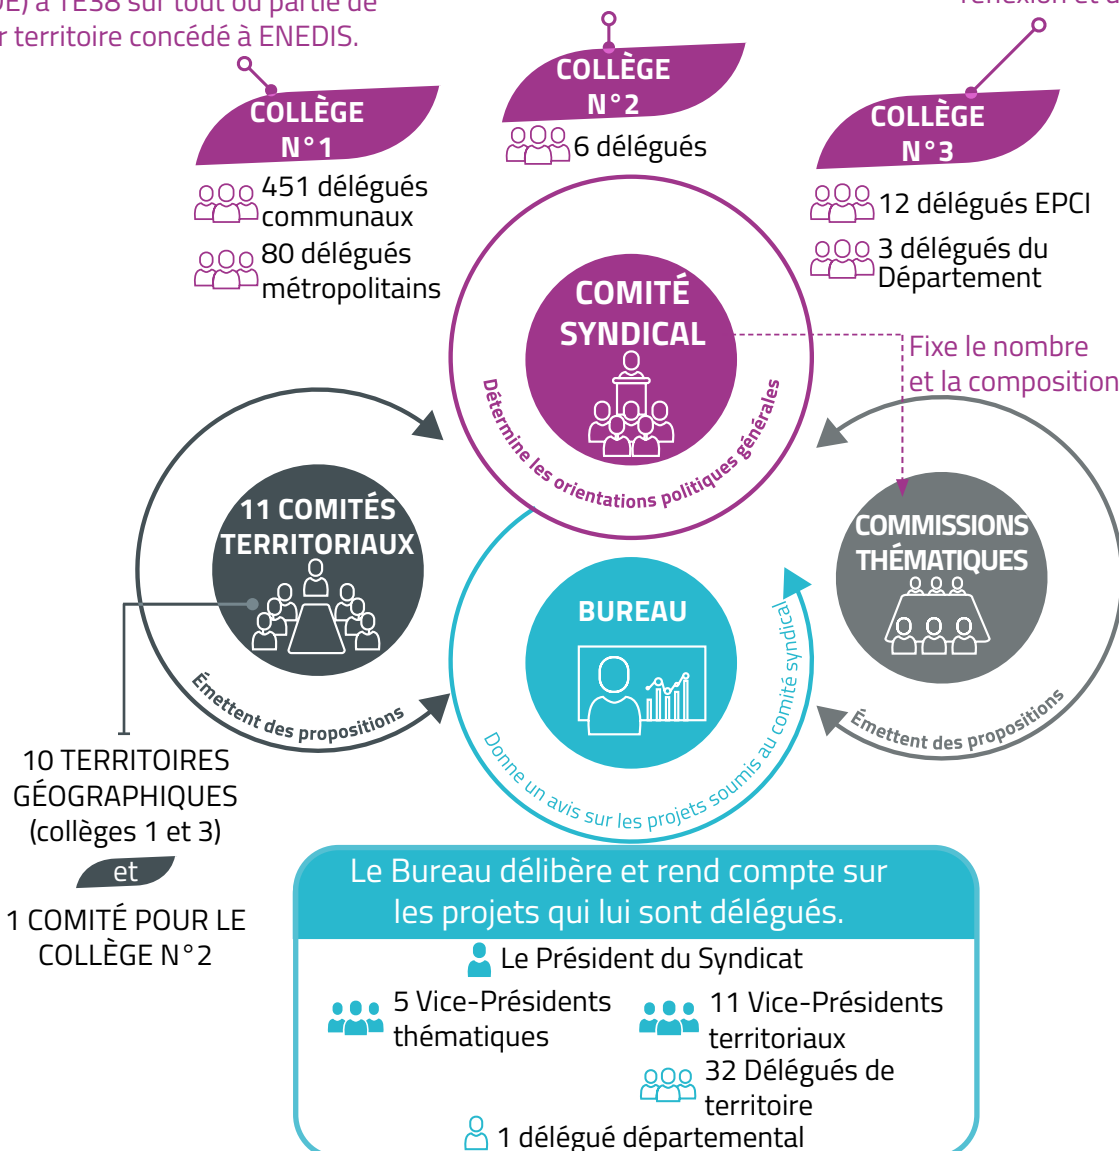 DE) à TE38 sur tout ou partie de
r territoire concédé à ENEDIS.
réflexion et d
COLLÈGE
N°1
451 délégués
communaux
80 délégués
métropolitains
COLLÈGE
N°2
6 délégués
COLLÈGE
N°3
12 délégués EPCI
3 délégués du
Département
COMITÉ
SYNDICAL
Détermine les orientations politiques générales
Fixe le nombre
et la composition
11 COMITÉS
TERRITORIAUX
Émettent des propositions
COMMISSIONS
THÉMATIQUES
Émettent des propositions
BUREAU
Donne un avis sur les projets soumis au comité syndical
10 TERRITOIRES
GÉOGRAPHIQUES
(collèges 1 et 3)
et
1 COMITÉ POUR LE
COLLÈGE N°2
Le Bureau délibère et rend compte sur
les projets qui lui sont délégués.
Le Président du Syndicat
5 Vice-Présidents
thématiques
11 Vice-Présidents
territoriaux
32 Délégués de
territoire
1 délégué départemental